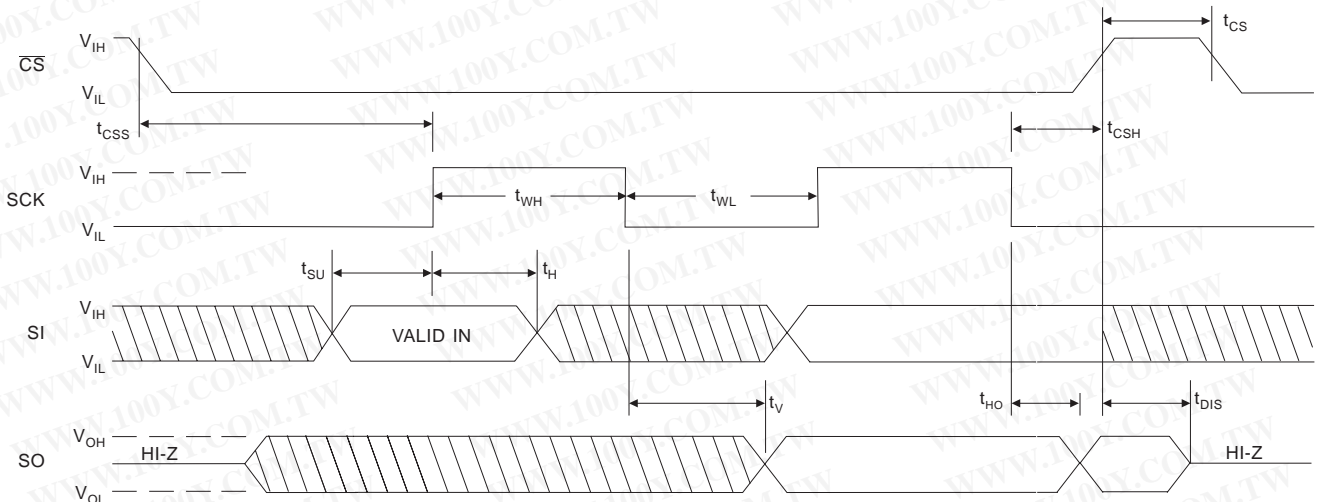 t_CS
V_IH
CS
V_IL
t_CSS
t_CSH
V_IH
SCK
t_WH
t_WL
V_IL
t_SU
t_H
V_IH
SI
VALID IN
V_IL
t_V
t_HO
t_DIS
V_OH
SO
HI-Z
HI-Z
V_OL
WWW.100Y.COM.TW